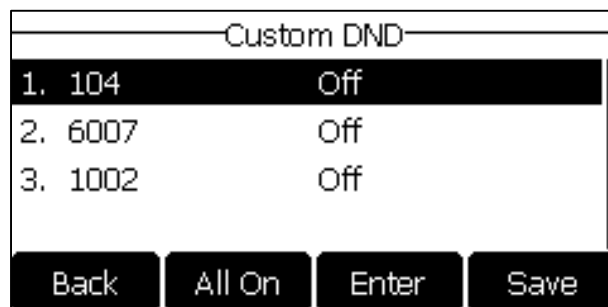 Custom DND
1. 104 Off
2. 6007 Off
3. 1002 Off
Back All On Enter Save